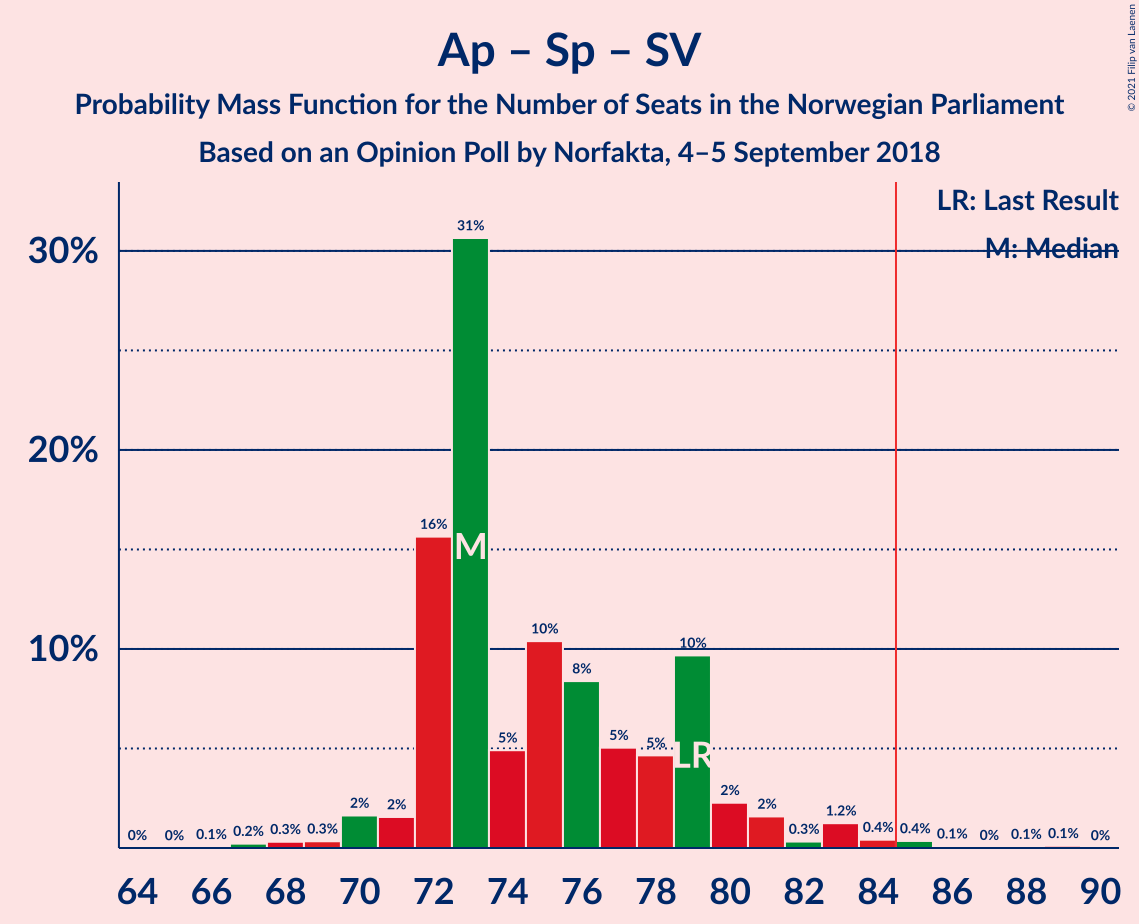 Ap – Sp – SV
Probability Mass Function for the Number of Seats in the Norwegian Parliament
Based on an Opinion Poll by Norfakta, 4–5 September 2018
© 2021 Filip van Laenen
LR: Last Result
M: Median
30%
20%
10%
0% 0% 0.1% 0.2% 0.3% 0.3% 2% 2% 16% 31% 5% 10% 8% 5% 5% 10% 2% 2% 0.3% 1.2% 0.4% 0.4% 0.1% 0% 0.1% 0.1% 0%
M
LR
64 66 68 70 72 74 76 78 80 82 84 86 88 90